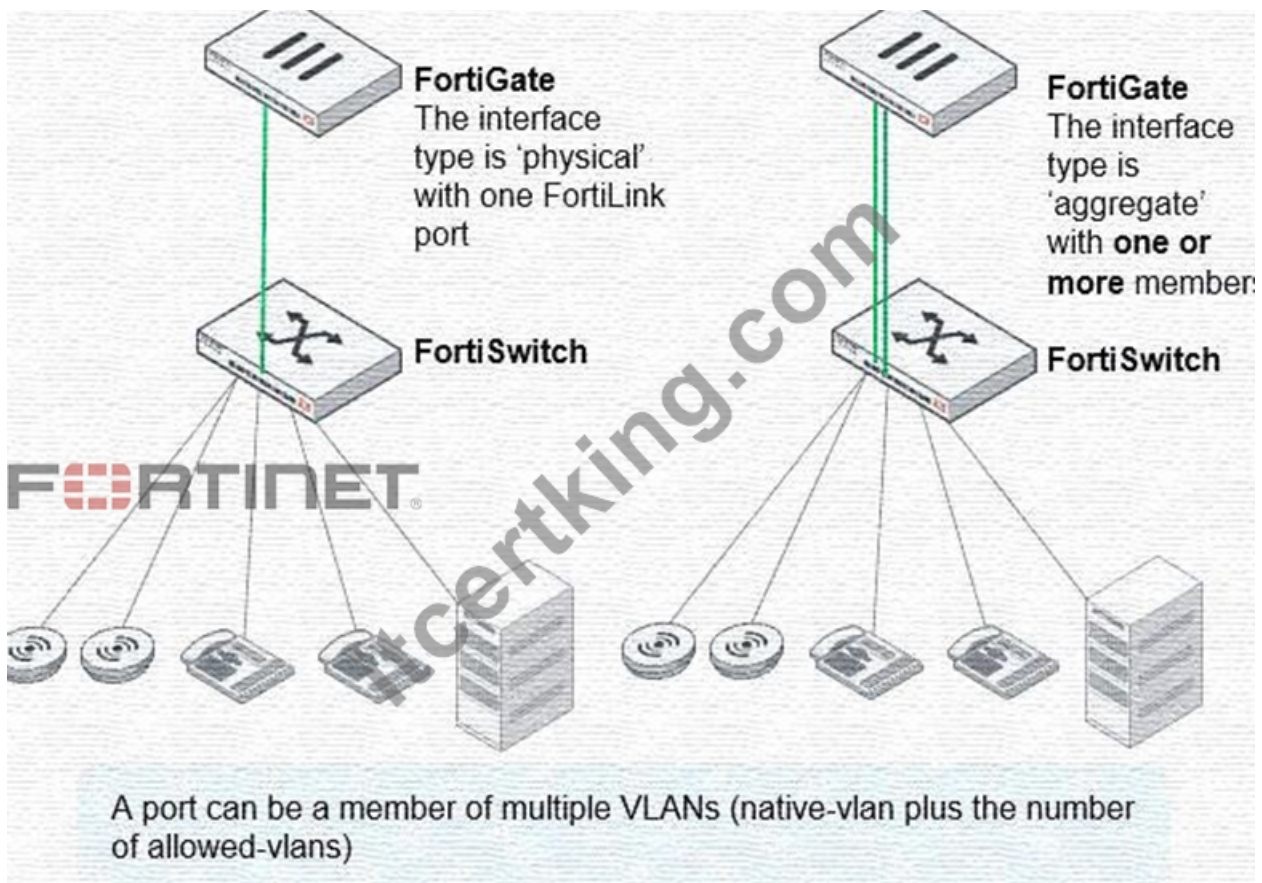 FortiGate
The interface
type is ‘physical’
with one FortiLink
port
FortiSwitch
FortiGate
The interface
type is
‘aggregate’
with one or
more members
FortiSwitch
FORTINET®
itcertking.com
A port can be a member of multiple VLANs (native-vlan plus the number
of allowed-vlans)